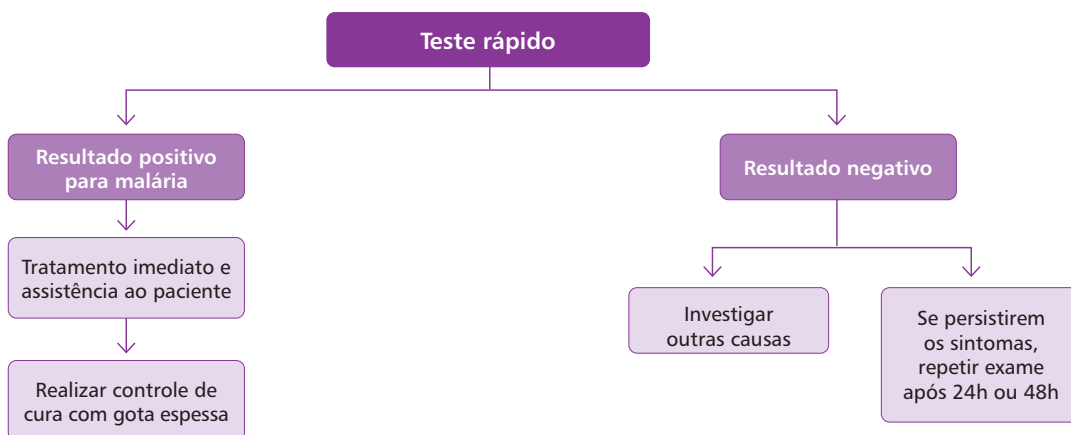 Teste rápido
Resultado positivo
para malária
Tratamento imediato e
assistência ao paciente
Realizar controle de
cura com gota espessa
Resultado negativo
Investigar
outras causas
Se persistirem
os sintomas,
repetir exame
após 24h ou 48h